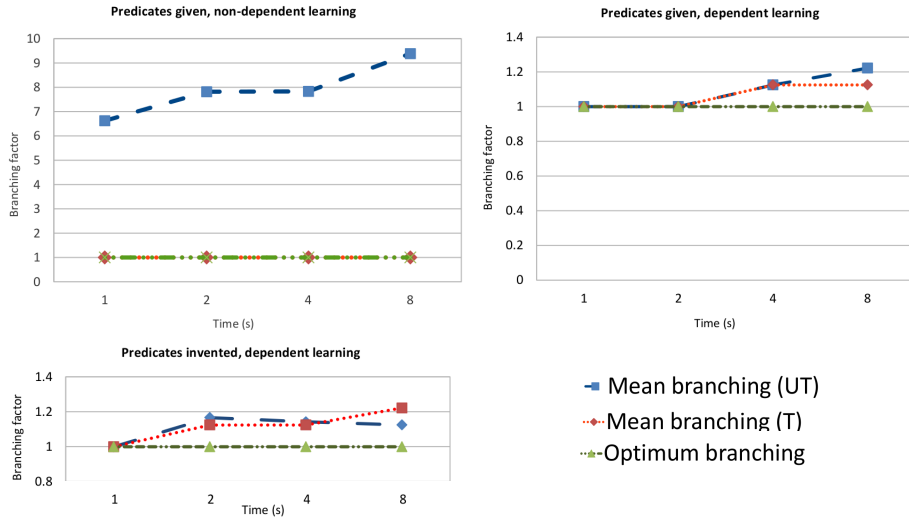 Predicates given, non-dependent learning
10
9
8
7
6
5
4
3
2
1
0
Branching factor
1 2 4 8
Time (s)
Predicates given, dependent learning
1.4
1.2
1
0.8
0.6
0.4
0.2
0
Branching factor
1 2 4 8
Time (s)
Predicates invented, dependent learning
1.4
1.2
1
0.8
Branching factor
1 2 4 8
Time (s)
Mean branching (UT)
Mean branching (T)
Optimum branching